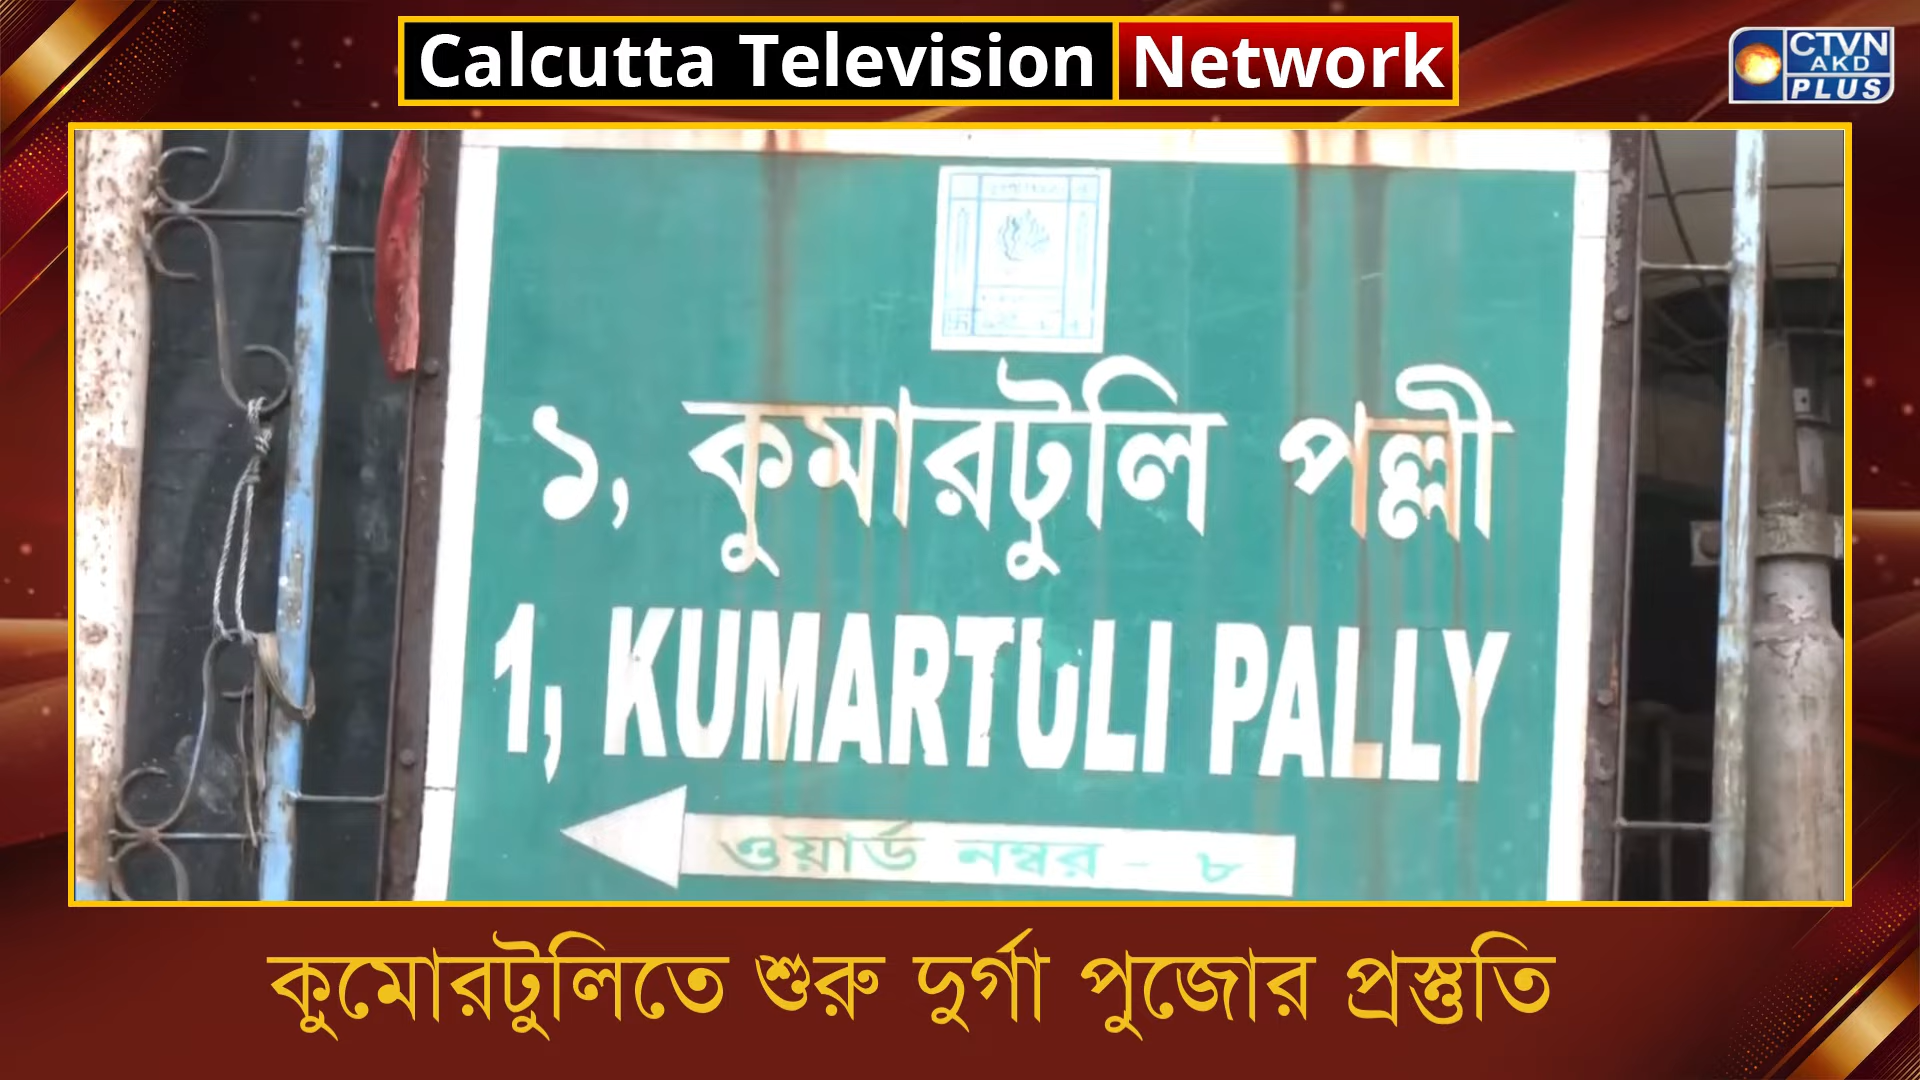 Calcutta Television Network
CTVN
AKD
PLUS
১, কুমারটুলি পল্লী
1, KUMARTULI PALLY
ওয়ার্ড নম্বর - ৮
কুমোরটুলিতে শুরু দুর্গা পুজোর প্রস্তুতি